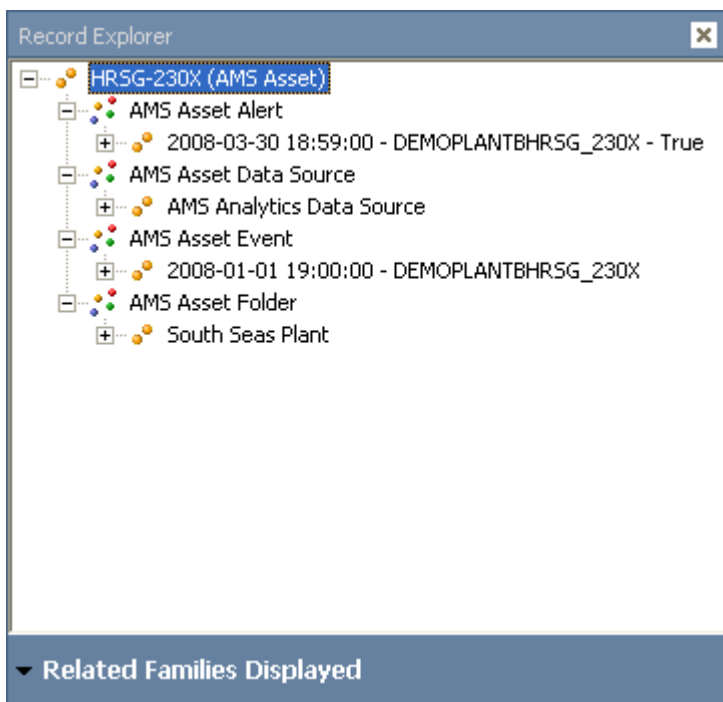 Record Explorer
HRSG-230X (AMS Asset)
AMS Asset Alert
2008-03-30 18:59:00 - DEMOPLANTBHRSG_230X - True
AMS Asset Data Source
AMS Analytics Data Source
AMS Asset Event
2008-01-01 19:00:00 - DEMOPLANTBHRSG_230X
AMS Asset Folder
South Seas Plant
Related Families Displayed